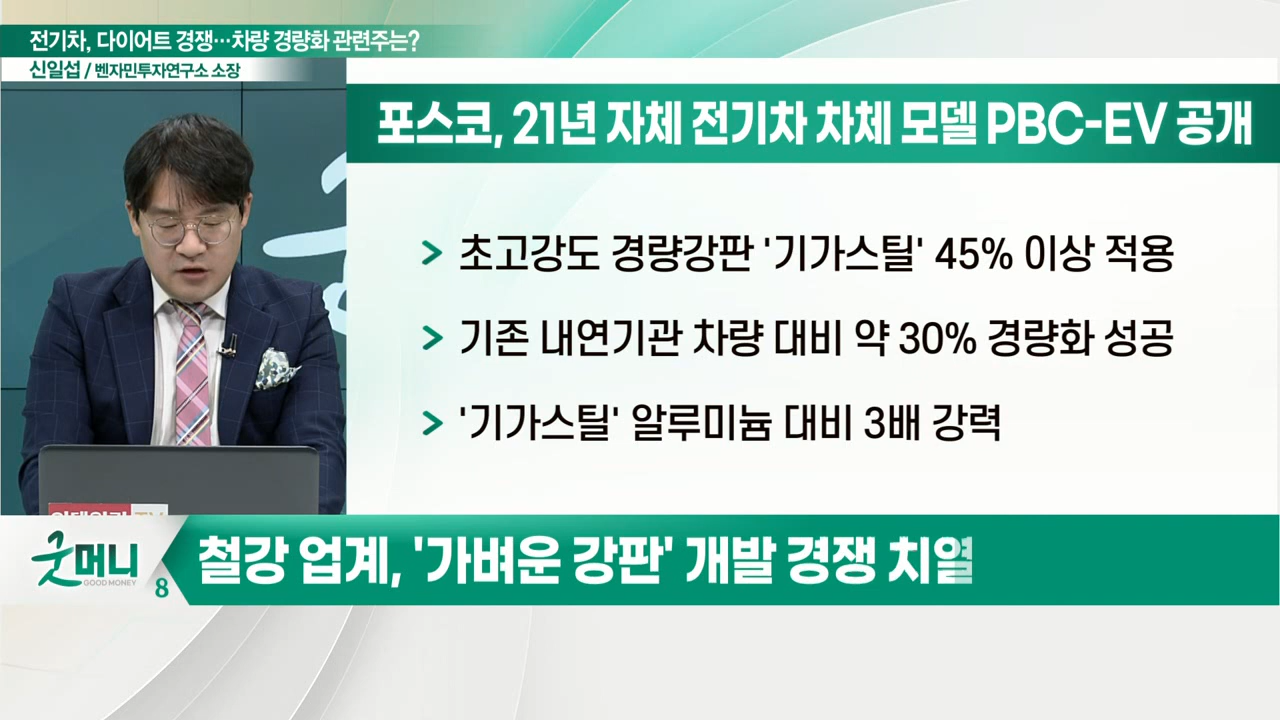 전기차, 다이어트 경쟁…차량 경량화 관련주는?
신일섭 / 벤자민투자연구소 소장
포스코, 21년 자체 전기차 차체 모델 PBC-EV 공개
> 초고강도 경량강판 '기가스틸' 45% 이상 적용
> 기존 내연기관 차량 대비 약 30% 경량화 성공
> '기가스틸' 알루미늄 대비 3배 강력
굿머니
GOOD MONEY
8
철강 업계, '가벼운 강판' 개발 경쟁 치열